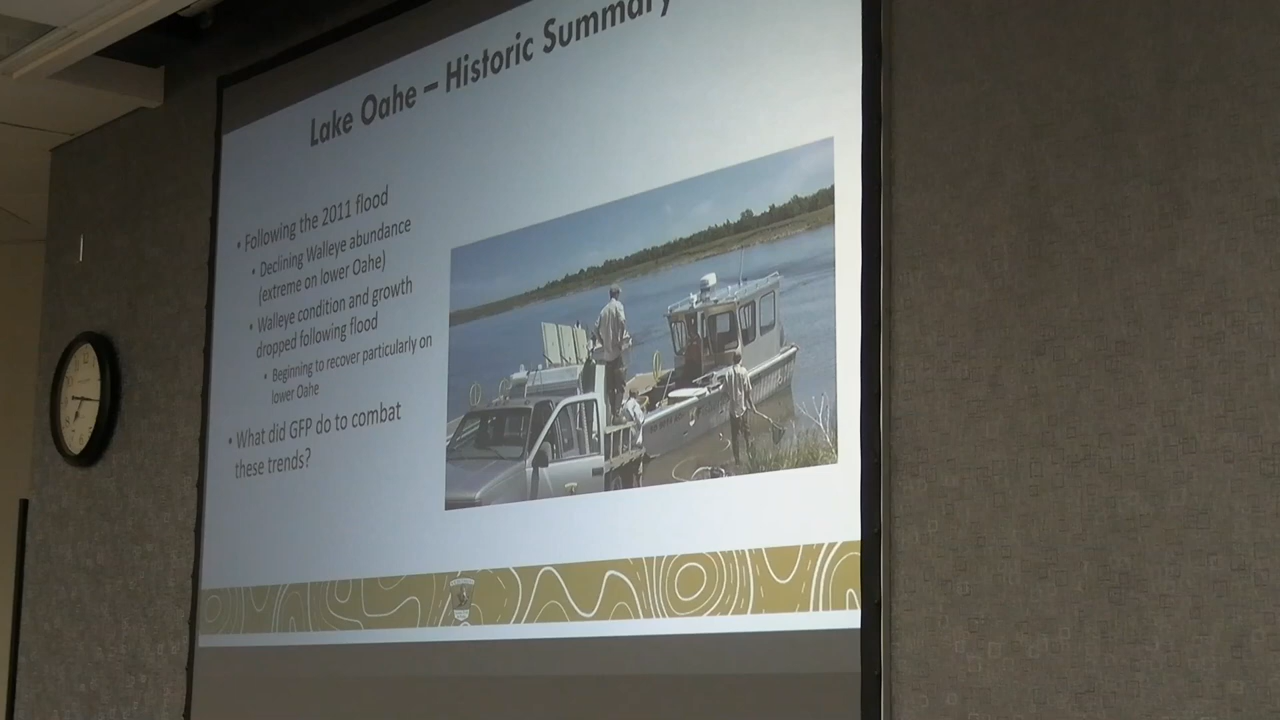 Lake Oahe – Historic Summary
• Following the 2011 flood
• Declining Walleye abundance
(extreme on lower Oahe)
• Walleye condition and growth
dropped following flood
• Beginning to recover particularly on
lower Oahe
• What did GFP do to combat
these trends?